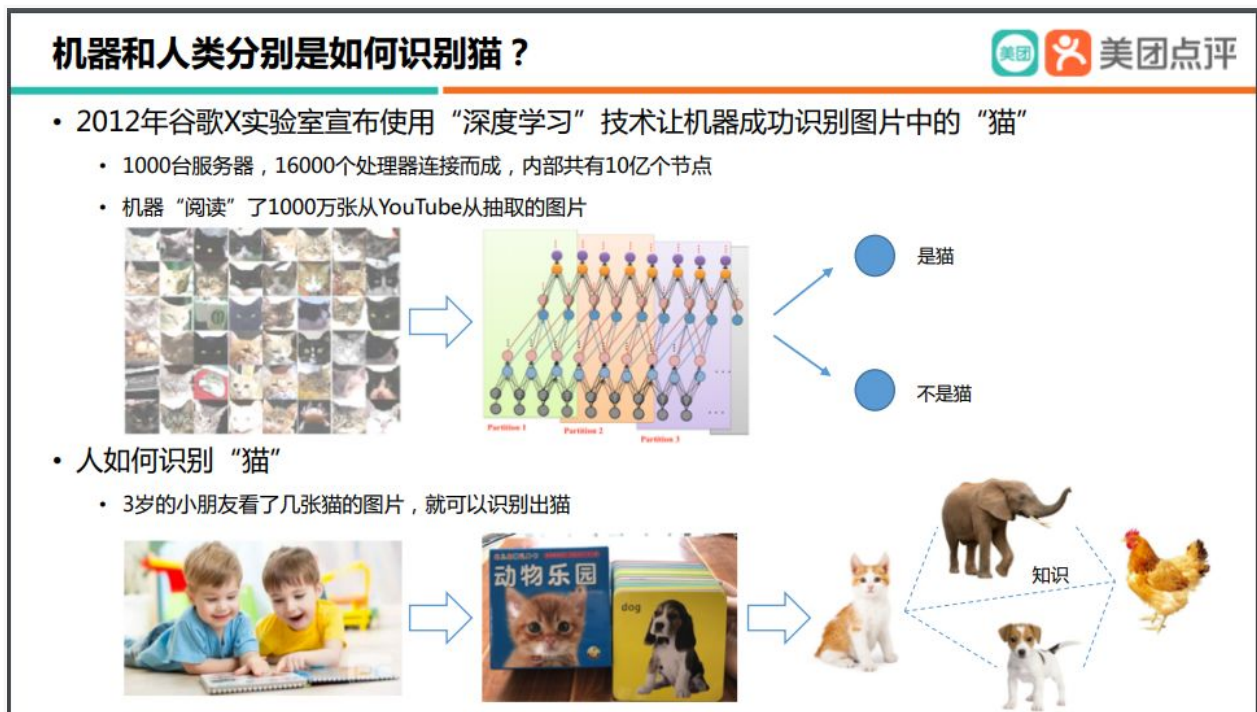 机器和人类分别是如何识别猫？
美团
美团点评
• 2012年谷歌X实验室宣布使用“深度学习”技术让机器成功识别图片中的“猫”
• 1000台服务器，16000个处理器连接而成，内部共有10亿个节点
• 机器“阅读”了1000万张从YouTube从抽取的图片
是猫
不是猫
Partition 1
Partition 2
Partition 3
• 人如何识别“猫”
• 3岁的小朋友看了几张猫的图片，就可以识别出猫
动物乐园
dog
知识